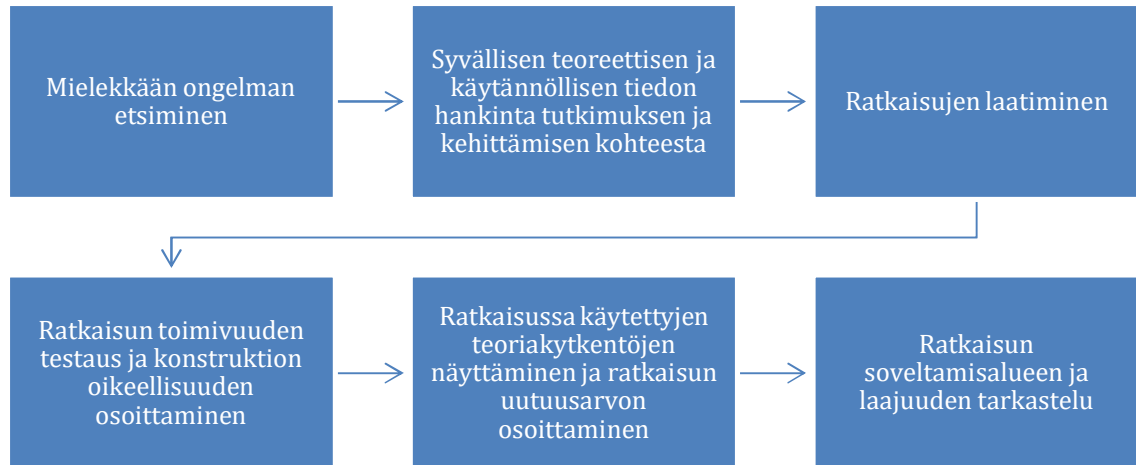 Mielekkään ongelman
etsiminen
Syvällisen teoreettisen ja
käytännöllisen tiedon
hankinta tutkimuksen ja
kehittämisen kohteesta
Ratkaisujen laatiminen
Ratkaisun toimivuuden
testaus ja konstruktion
oikeellisuuden
osoittaminen
Ratkaisussa käytettyjen
teoriakytkentöjen
näyttäminen ja ratkaisun
uutuusarvon
osoittaminen
Ratkaisun
soveltamisalueen ja
laajuuden tarkastelu